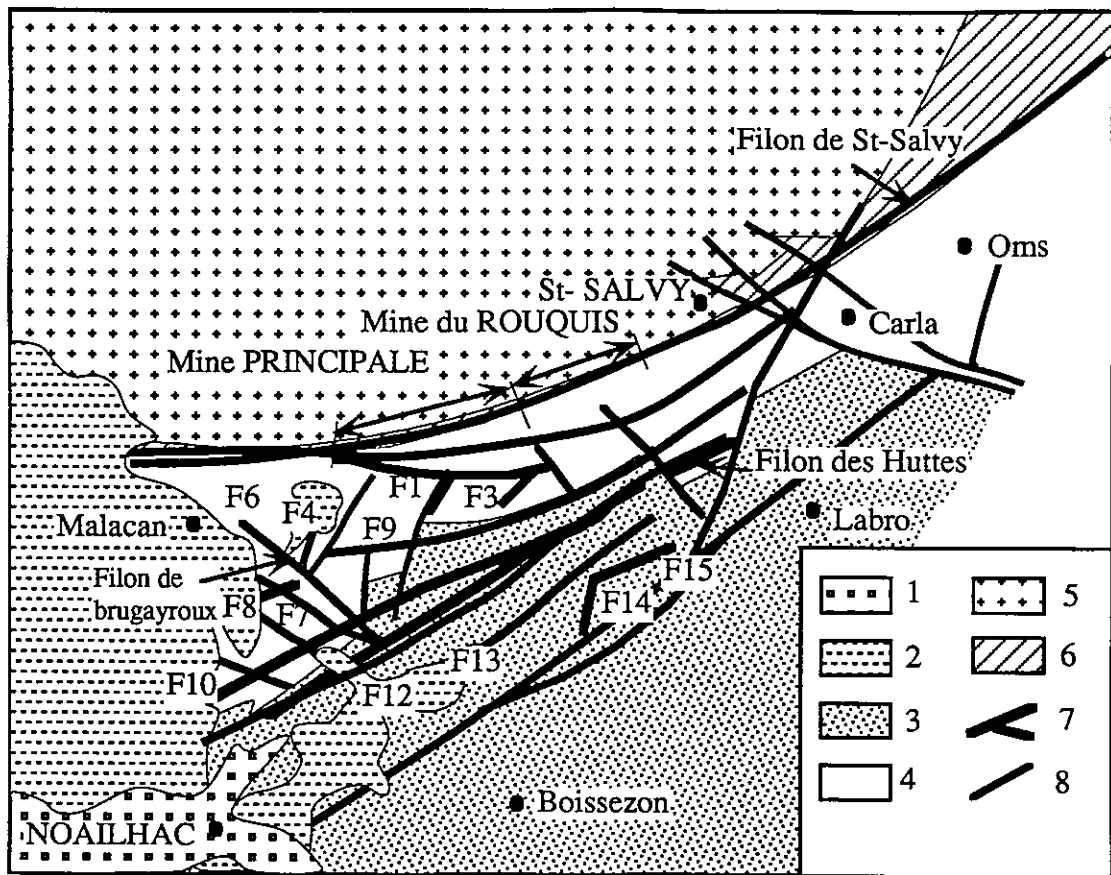 Filon de St-Salvy
Oms
St- SALVY
Mine du ROUQUIS
Carla
Mine PRINCIPALE
Filon des Huttes
F1
F6
F3
F4
Malacan
F9
Labro
Filon de
brugayroux
F15
F8
F7
F14
F13
F10
F12
Boissezon
NOAILHAC
1
5
2
6
3
7
4
8